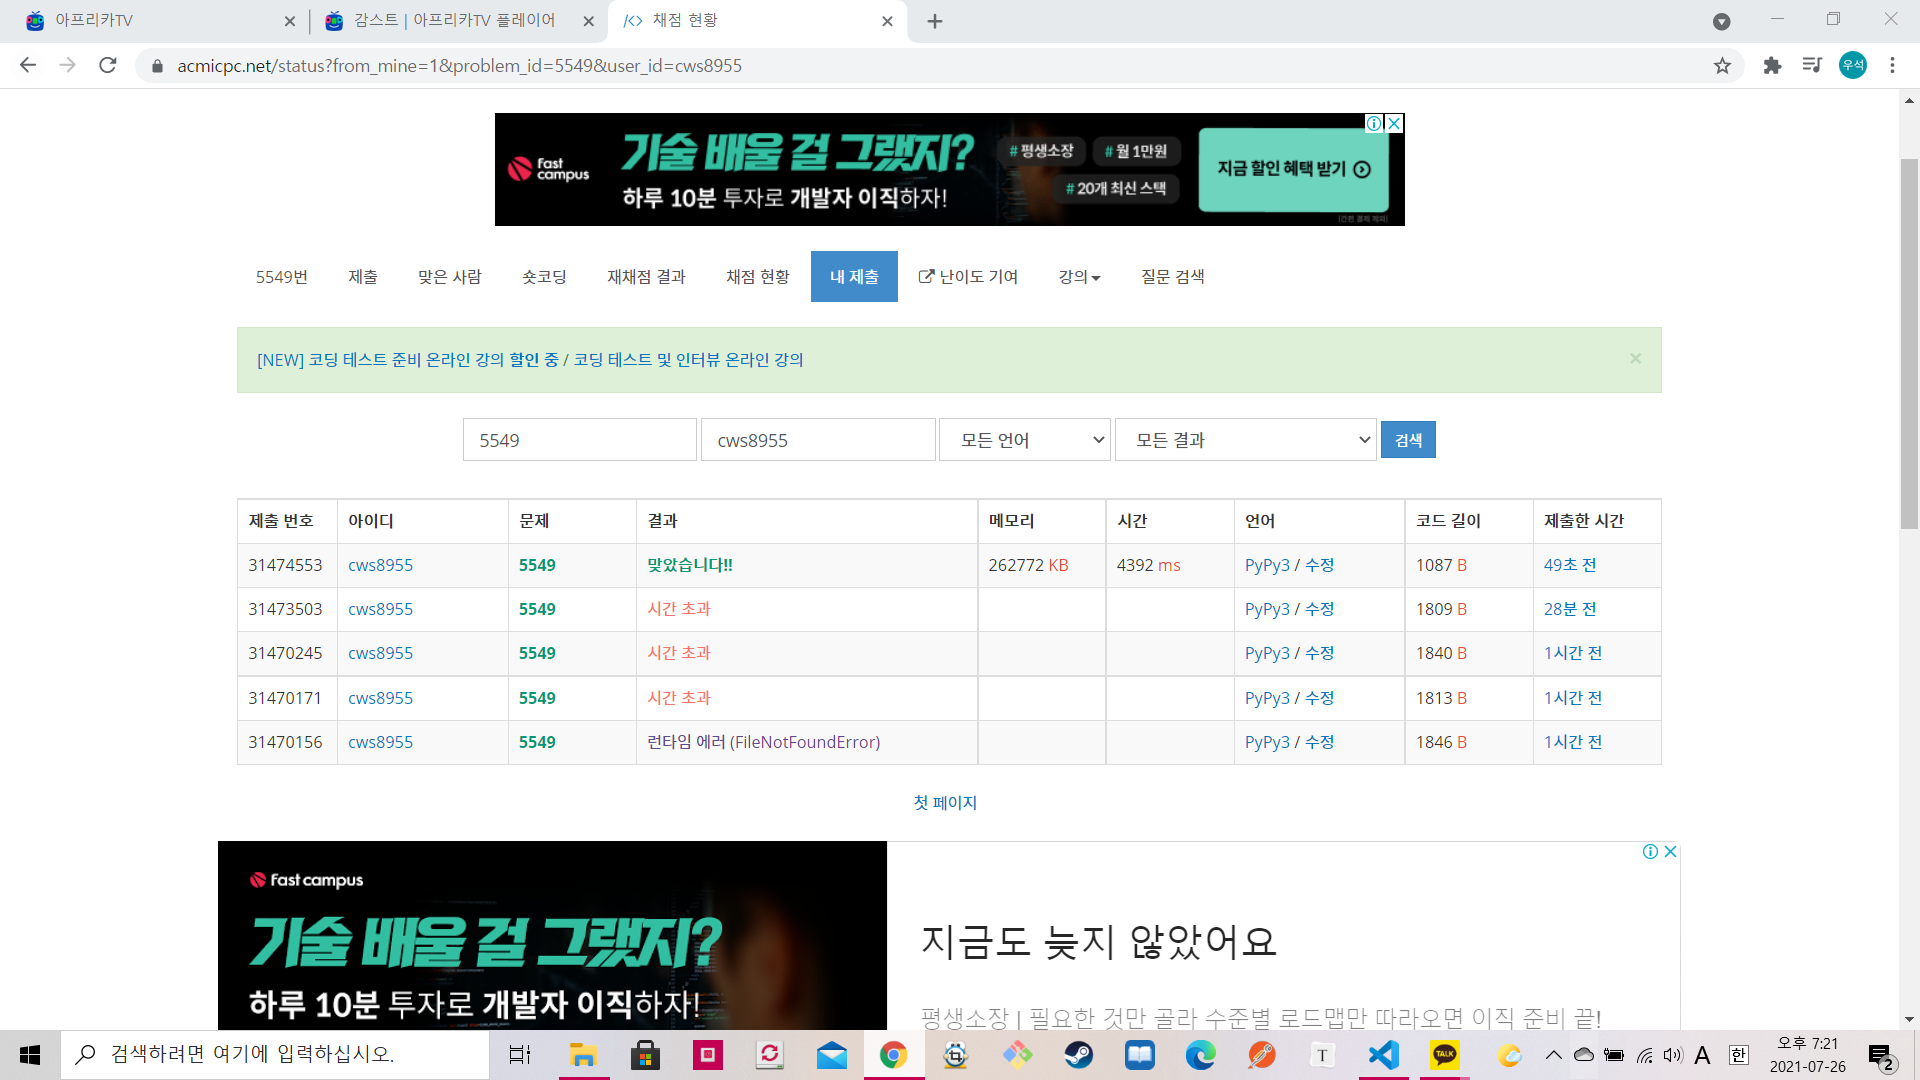 아프리카TV
감스트 | 아프리카TV 플레이어
채점 현황
acmicpc.net/status?from_mine=1&problem_id=5549&user_id=cws8955
우석
Fast campus
기술 배울 걸 그랬지?
하루 10분 투자로 개발자 이직하자!
# 평생소장
# 월 1만원
# 20개 최신 스택
지금 할인 혜택 받기
(간편 결제 제외)
5549번
제출
맞은 사람
숏코딩
재채점 결과
채점 현황
내 제출
난이도 기여
강의
질문 검색
[NEW] 코딩 테스트 준비 온라인 강의 할인 중 / 코딩 테스트 및 인터뷰 온라인 강의
×
5549
cws8955
모든 언어
모든 결과
검색
제출 번호 아이디 문제 결과 메모리 시간 언어 코드 길이 제출한 시간
31474553 cws8955 5549 맞았습니다!! 262772 KB 4392 ms PyPy3 / 수정 1087 B 49초 전
31473503 cws8955 5549 시간 초과 PyPy3 / 수정 1809 B 28분 전
31470245 cws8955 5549 시간 초과 PyPy3 / 수정 1840 B 1시간 전
31470171 cws8955 5549 시간 초과 PyPy3 / 수정 1813 B 1시간 전
31470156 cws8955 5549 런타임 에러 (FileNotFoundError) PyPy3 / 수정 1846 B 1시간 전
첫 페이지
Fast campus
기술 배울 걸 그랬지?
하루 10분 투자로 개발자 이직하자!
지금도 늦지 않았어요
평생소장 | 필요한 것만 골라 수준별 로드맵만 따라오면 이직 준비 끝!
검색하려면 여기에 입력하십시오.
T
TALK
A
한
오후 7:21
2021-07-26
2